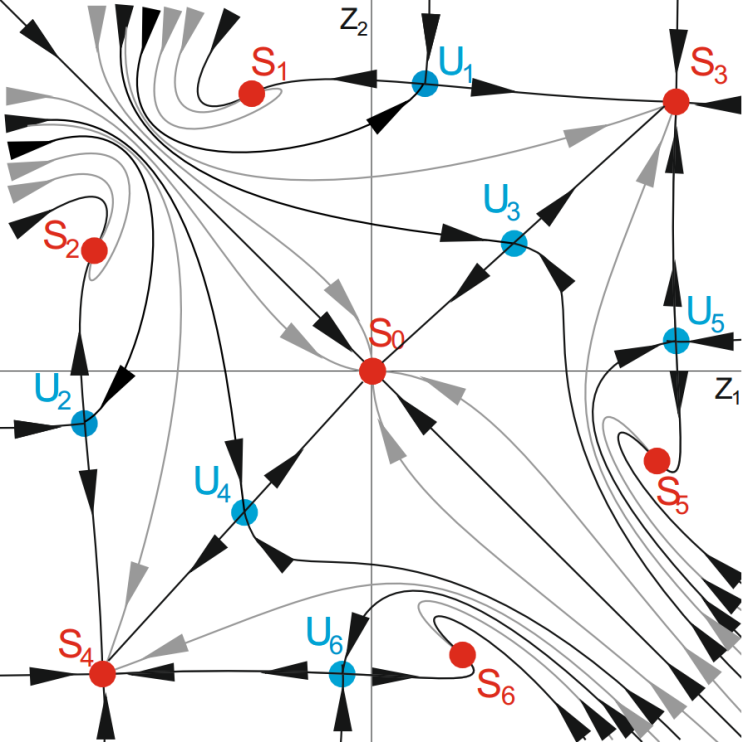 Z₂
S₁
U₁
S₃
U₃
S₂
S₀
U₅
Z₁
U₂
S₅
U₄
U₆
S₄
S₆